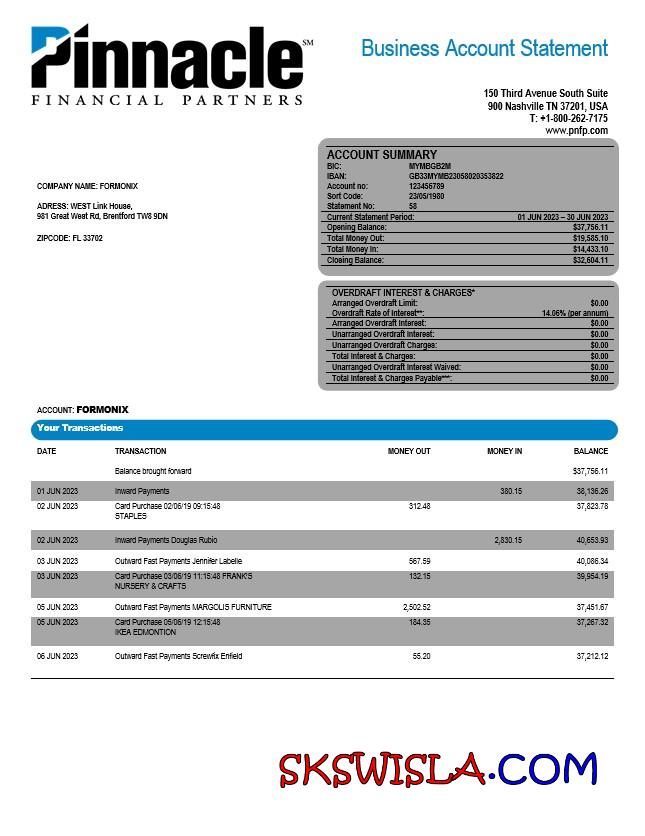 Pinnacle SM
FINANCIAL PARTNERS
Business Account Statement
150 Third Avenue South Suite
900 Nashville TN 37201, USA
T: +1-800-262-7175
www.pnfp.com
COMPANY NAME: FORMONIX
ADRESS: WEST Link House,
981 Great West Rd, Brentford TW8 9DN
ZIPCODE: FL 33702
ACCOUNT SUMMARY
BIC: MYMBGB2M
IBAN: GB33MYMB23058020353822
Account no: 123456789
Sort Code: 23/05/1980
Statement No: 58
Current Statement Period: 01 JUN 2023 – 30 JUN 2023
Opening Balance: $37,756.11
Total Money Out: $19,585.10
Total Money In: $14,433.10
Closing Balance: $32,604.11
OVERDRAFT INTEREST & CHARGES*
Arranged Overdraft Limit: $0.00
Overdraft Rate of Interest**: 14.06% (per annum)
Arranged Overdraft Interest: $0.00
Unarranged Overdraft Interest: $0.00
Unarranged Overdraft Charges: $0.00
Total Interest & Charges: $0.00
Unarranged Overdraft Interest Waived: $0.00
Total Interest & Charges Payable***: $0.00
ACCOUNT: FORMONIX
Your Transactions
DATE TRANSACTION MONEY OUT MONEY IN BALANCE
Balance brought forward $37,756.11
01 JUN 2023 Inward Payments 380.15 38,136.26
02 JUN 2023 Card Purchase 02/06/19 09:15:48 312.48 37,823.78
STAPLES
02 JUN 2023 Inward Payments Douglas Rubio 2,830.15 40,653.93
03 JUN 2023 Outward Fast Payments Jennifer Labelle 567.59 40,086.34
03 JUN 2023 Card Purchase 03/06/19 11:15:48 FRANK'S 132.15 39,954.19
NURSERY & CRAFTS
05 JUN 2023 Outward Fast Payments MARGOLIS FURNITURE 2,502.52 37,451.67
05 JUN 2023 Card Purchase 05/06/19 12:15:48 184.35 37,267.32
IKEA EDMONTION
06 JUN 2023 Outward Fast Payments Screwfix Enfield 55.20 37,212.12
SKSWISLA.COM